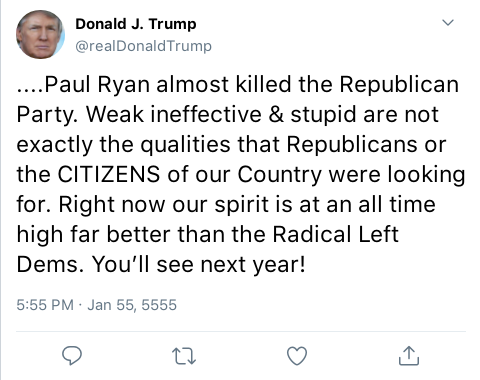 Donald J. Trump
@realDonaldTrump
....Paul Ryan almost killed the Republican
Party. Weak ineffective & stupid are not
exactly the qualities that Republicans or
the CITIZENS of our Country were looking
for. Right now our spirit is at an all time
high far better than the Radical Left
Dems. You’ll see next year!
5:55 PM · Jan 55, 5555